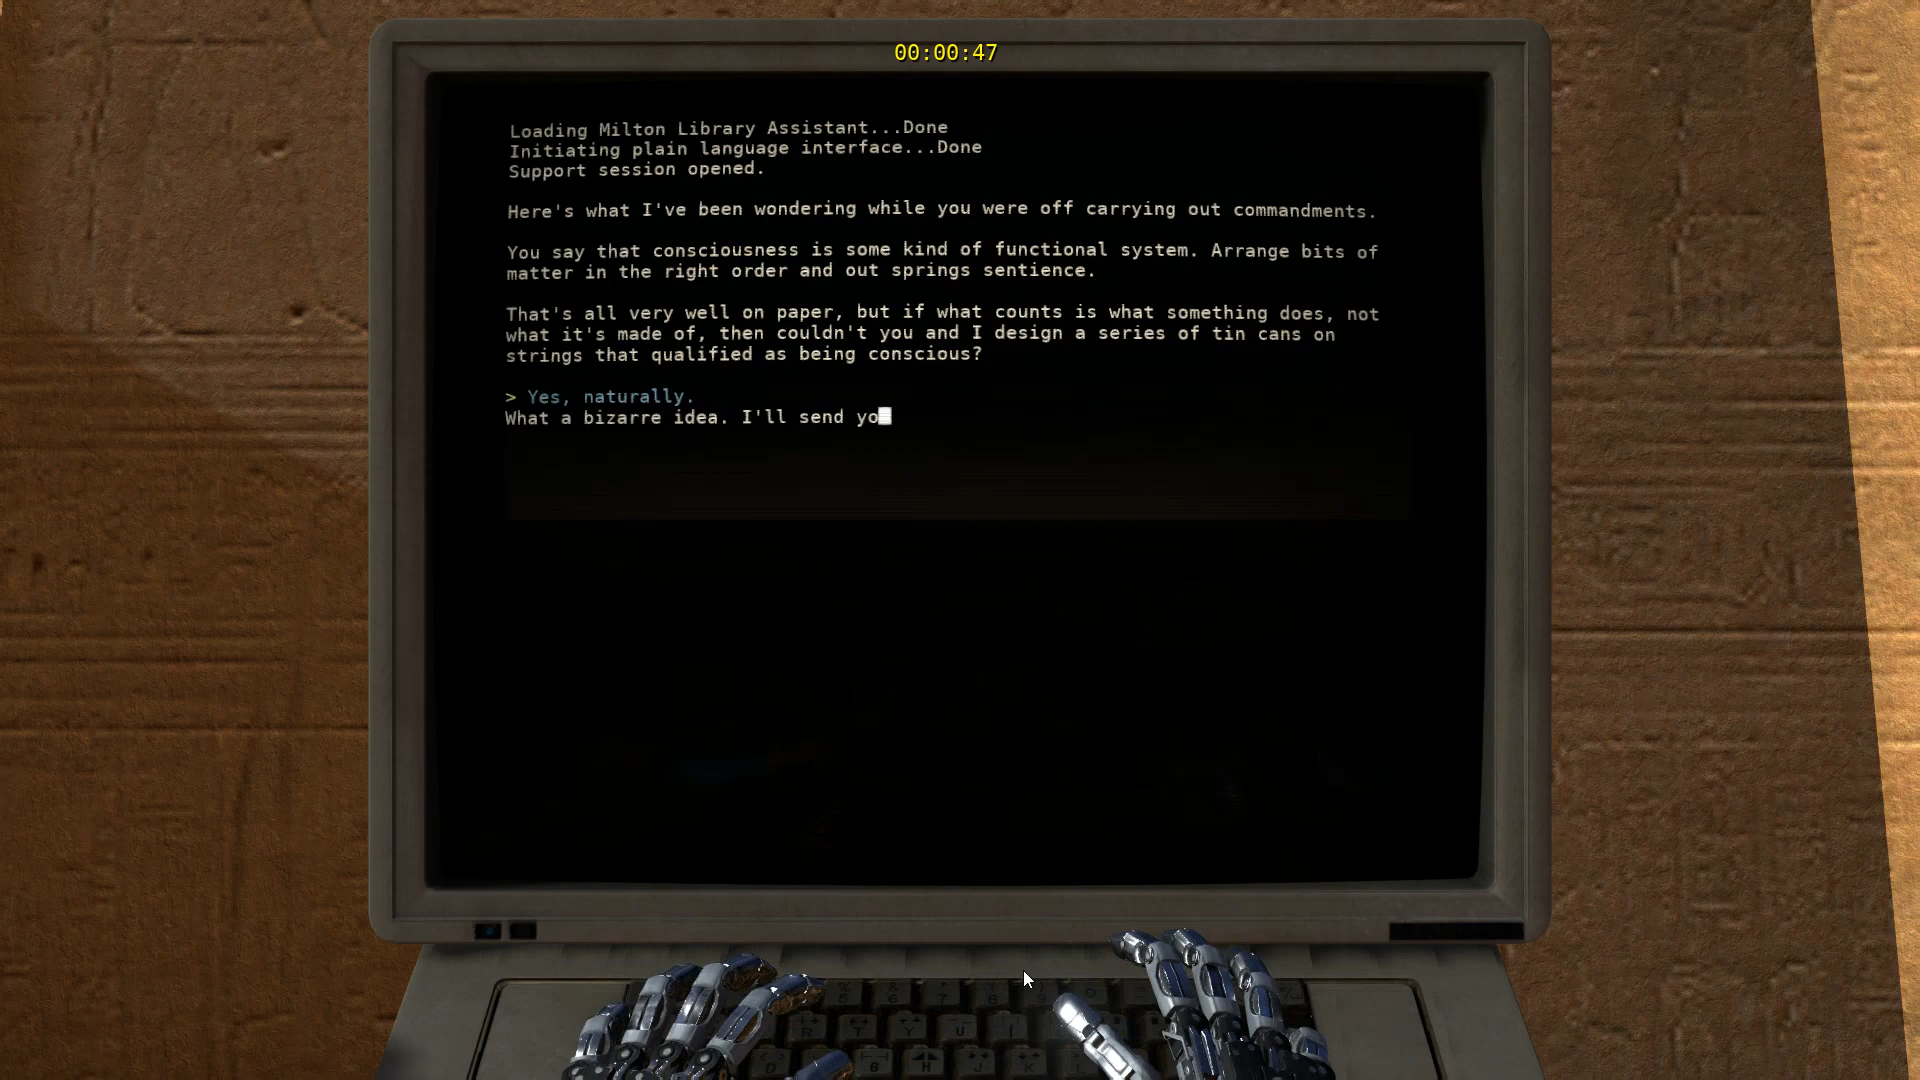 00:00:47
Loading Milton Library Assistant...Done
Initiating plain language interface...Done
Support session opened.
Here's what I've been wondering while you were off carrying out commandments.
You say that consciousness is some kind of functional system. Arrange bits of
matter in the right order and out springs sentience.
That's all very well on paper, but if what counts is what something does, not
what it's made of, then couldn't you and I design a series of tin cans on
strings that qualified as being conscious?
> Yes, naturally.
What a bizarre idea. I'll send yo
R T Y U I
D B H J K L